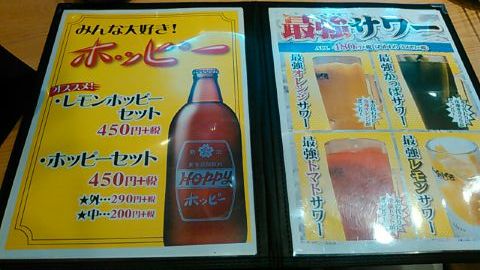 みんな大好き!
ホッピー
オススメ!
・レモンホッピー
セット
450円+税
・ホッピーセット
450円+税
★外…290円+税
★中…200円+税
HOPPY
ホッピー
最強サワー
最強オレンジサワー
最強かっぱサワー
最強トマトサワー
最強レモンサワー